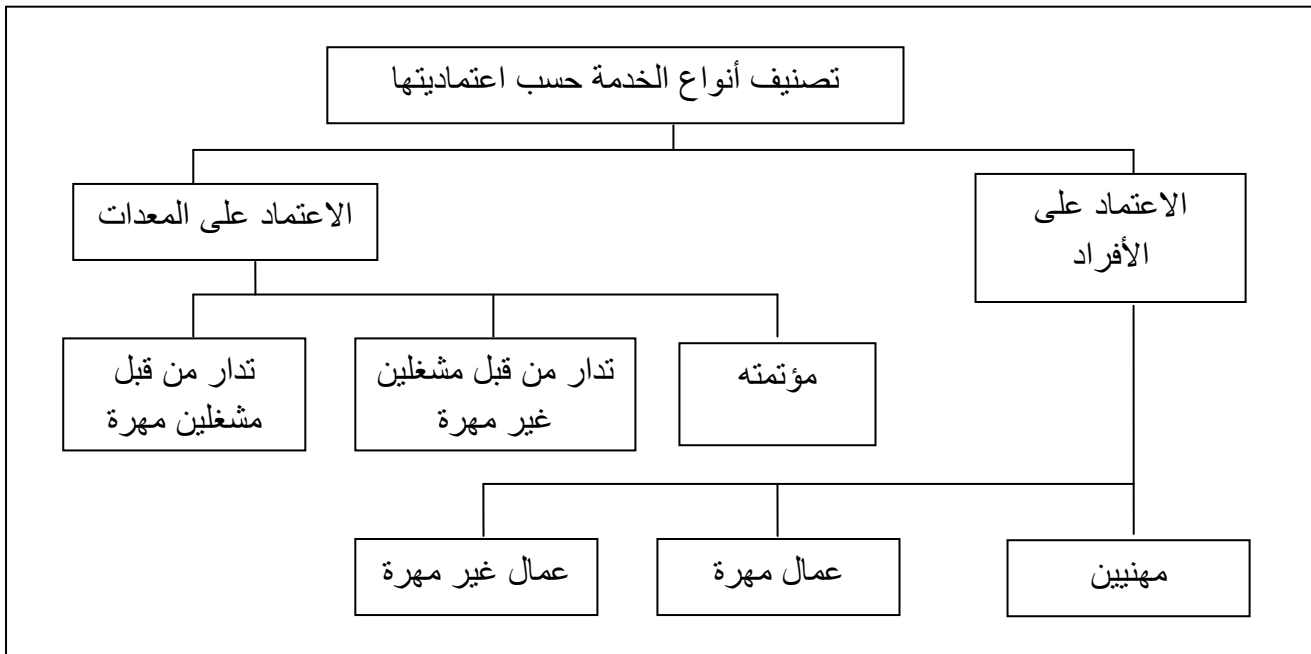 تصنيف أنواع الخدمة حسب اعتماديتها
الاعتماد على
الأفراد
الاعتماد على المعدات
مؤتمته
تدار من قبل مشغلين
غير مهرة
تدار من قبل
مشغلين مهرة
مهنيين
عمال مهرة
عمال غير مهرة